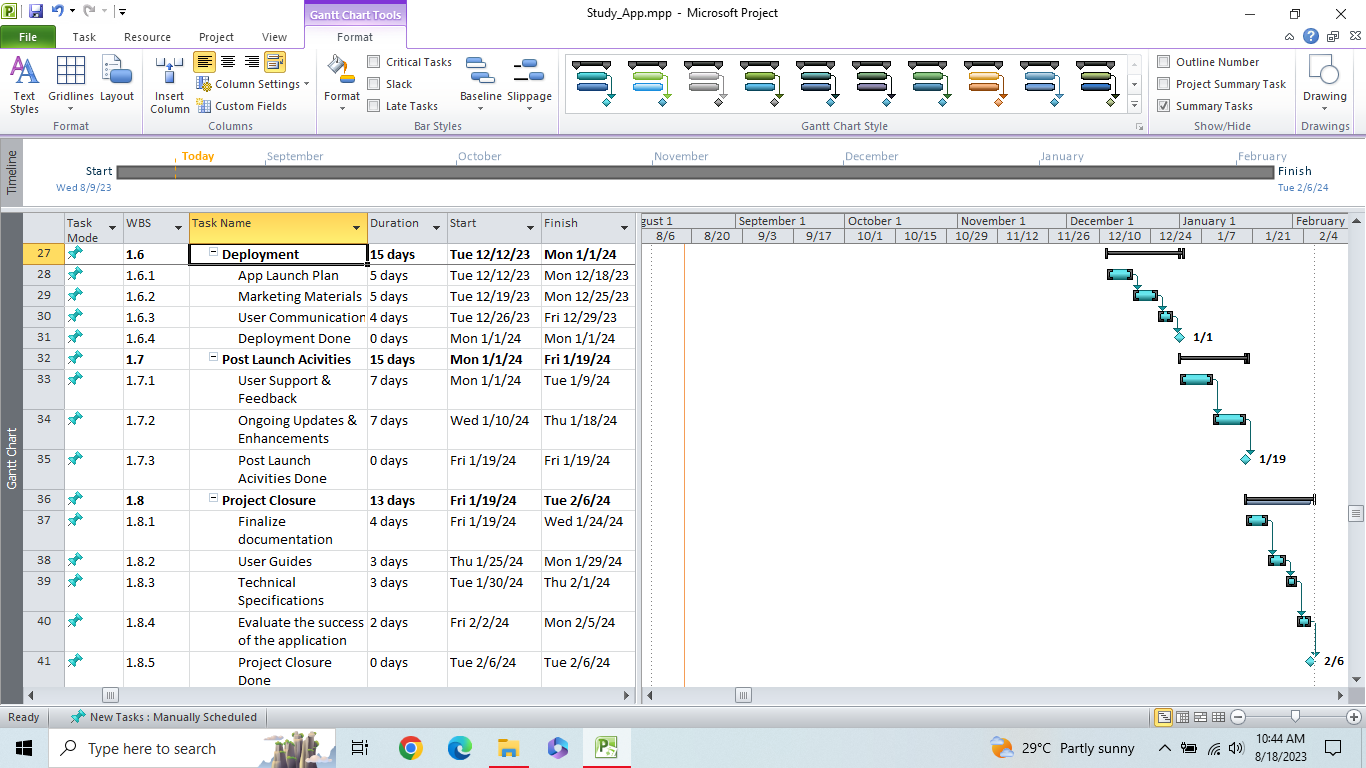 Study_App.mpp - Microsoft Project
Gantt Chart Tools
File Task Resource Project View Format
Text Styles
Gridlines
Layout
Format
Insert Column
Column Settings
Custom Fields
Columns
Format
Critical Tasks
Slack
Late Tasks
Bar Styles
Baseline
Slippage
Gantt Chart Style
Outline Number
Project Summary Task
Summary Tasks
Show/Hide
Drawing
Drawings
Timeline
Today September October November December January February
Start
Wed 8/9/23
Finish
Tue 2/6/24
Gantt Chart
Task Mode WBS Task Name Duration Start Finish
gust 1 September 1 October 1 November 1 December 1 January 1 February
8/6 8/20 9/3 9/17 10/1 10/15 10/29 11/12 11/26 12/10 12/24 1/7 1/21 2/4
27 1.6 Deployment 15 days Tue 12/12/23 Mon 1/1/24
28 1.6.1 App Launch Plan 5 days Tue 12/12/23 Mon 12/18/23
29 1.6.2 Marketing Materials 5 days Tue 12/19/23 Mon 12/25/23
30 1.6.3 User Communication 4 days Tue 12/26/23 Fri 12/29/23
31 1.6.4 Deployment Done 0 days Mon 1/1/24 Mon 1/1/24 1/1
32 1.7 Post Launch Acivities 15 days Mon 1/1/24 Fri 1/19/24
33 1.7.1 User Support & Feedback 7 days Mon 1/1/24 Tue 1/9/24
34 1.7.2 Ongoing Updates & Enhancements 7 days Wed 1/10/24 Thu 1/18/24
35 1.7.3 Post Launch Acivities Done 0 days Fri 1/19/24 Fri 1/19/24 1/19
36 1.8 Project Closure 13 days Fri 1/19/24 Tue 2/6/24
37 1.8.1 Finalize documentation 4 days Fri 1/19/24 Wed 1/24/24
38 1.8.2 User Guides 3 days Thu 1/25/24 Mon 1/29/24
39 1.8.3 Technical Specifications 3 days Tue 1/30/24 Thu 2/1/24
40 1.8.4 Evaluate the success of the application 2 days Fri 2/2/24 Mon 2/5/24
41 1.8.5 Project Closure Done 0 days Tue 2/6/24 Tue 2/6/24 2/6
Ready New Tasks : Manually Scheduled
Type here to search
29°C Partly sunny
10:44 AM
8/18/2023